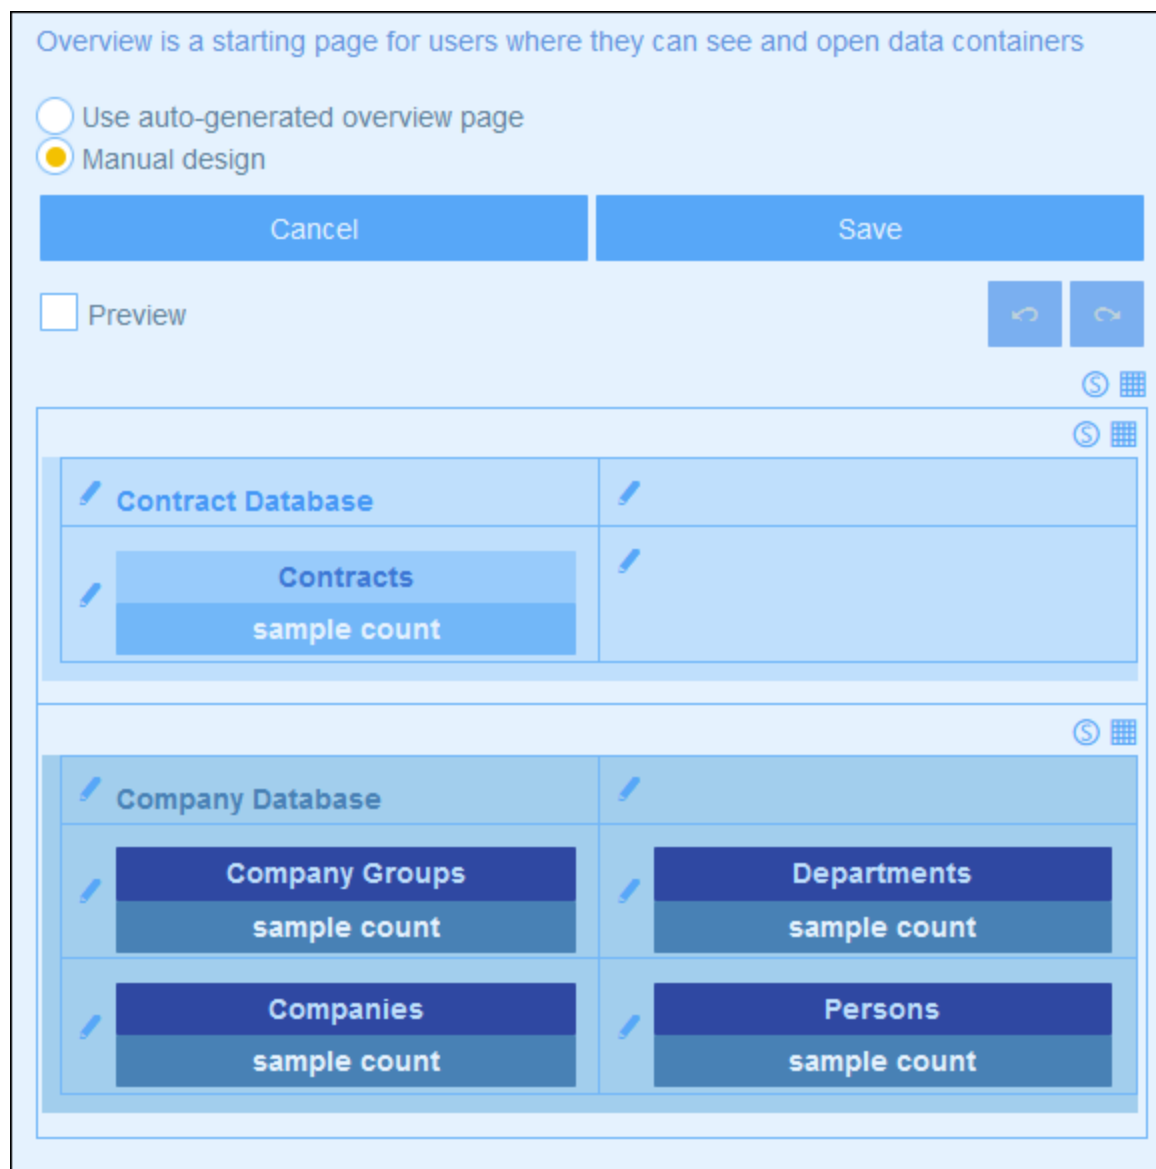 Overview is a starting page for users where they can see and open data containers
Use auto-generated overview page
Manual design
Cancel Save
Preview
S
S
Contract Database
Contracts
sample count
S
Company Database
Company Groups Departments
sample count sample count
Companies Persons
sample count sample count